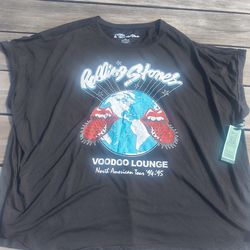 Rolling Stones
VOODOO LOUNGE
North American Tour '94-'95